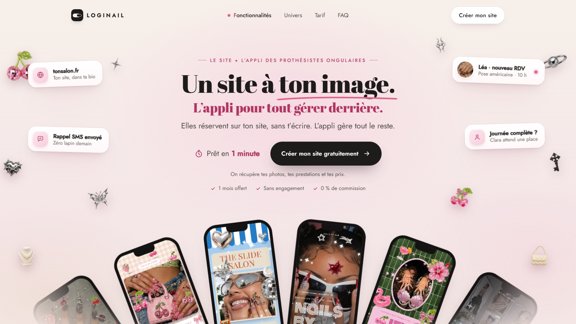 LOGINAIL
Fonctionnalités
Univers
Tarif
FAQ
Créer mon site
LE SITE + L'APPLI DES PROTHÉSISTES ONGULAIRES
Un site à ton image.
L'appli pour tout gérer derrière.
Elles réservent sur ton site, sans t'écrire. L'appli gère tout le reste.
Prêt en 1 minute
Créer mon site gratuitement →
On récupère tes photos, tes prestations et tes prix.
✓ 1 mois offert
✓ Sans engagement
✓ 0 % de commission
tonsalon.fr
Ton site, dans ta bio
Léa · nouveau RDV
Pose américaine · 10 h
Rappel SMS envoyé
Zéro lapin demain
Journée complète ?
Clara attend une place
THE SLIDE
SALON
NAILS
BY